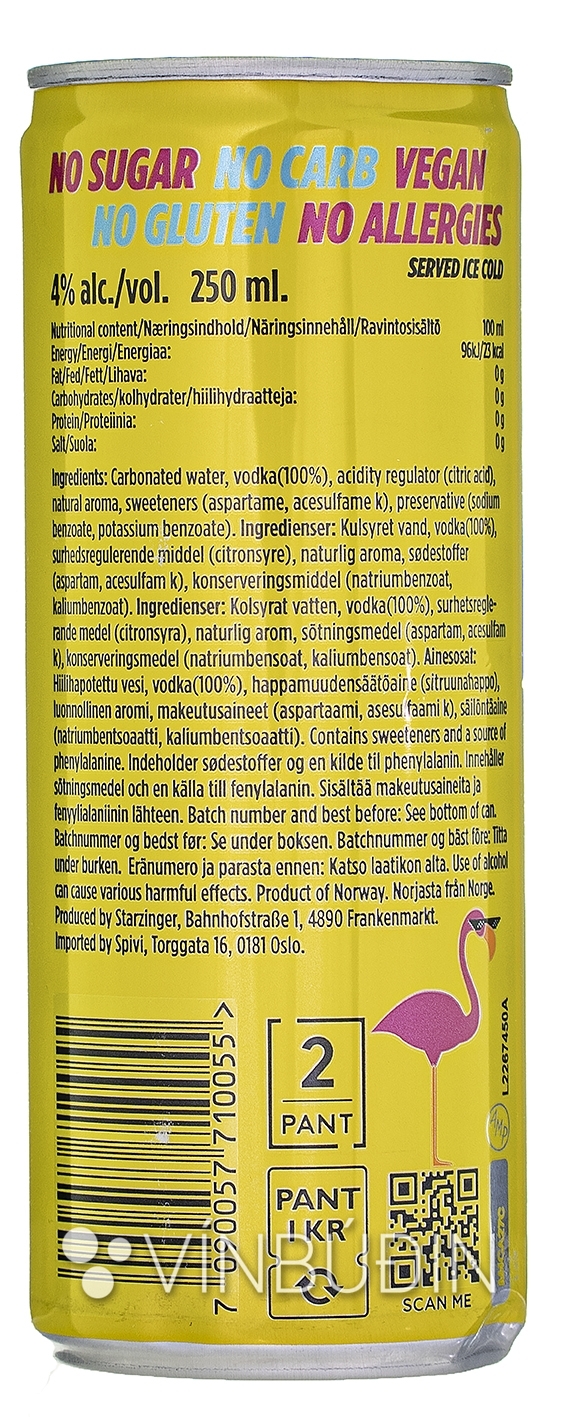 NO SUGAR NO CARB VEGAN
NO GLUTEN NO ALLERGIES
SERVED ICE COLD
4% alc./vol. 250 ml.
Nutritional content/Næringsindhold/Näringsinnehåll/Ravintosisältö 100 ml
Energy/Energi/Energiaa: 96kJ/23 kcal
Fat/Fed/Fett/Lihava: 0 g
Carbohydrates/kolhydrater/hiilihydraatteja: 0 g
Protein/Proteiinia: 0 g
Salt/Suola: 0 g
Ingredients: Carbonated water, vodka(100%), acidity regulator (citric acid),
natural aroma, sweeteners (aspartame, acesulfame k), preservative (sodium
benzoate, potassium benzoate). Ingredienser: Kulsyret vand, vodka(100%),
surhedsregulerende middel (citronsyre), naturlig aroma, sødestoffer
(aspartam, acesulfam k), konserveringsmiddel (natriumbenzoat,
kaliumbenzoat). Ingredienser: Kolsyrat vatten, vodka(100%), surhetsregle-
rande medel (citronsyra), naturlig arom, sötningsmedel (aspartam, acesulfam
k), konserveringsmedel (natriumbensoat, kaliumbensoat). Ainesosat:
Hiilihapotettu vesi, vodka(100%), happamuudensäätöaine (sitruunahappo),
luonnollinen aromi, makeutusaineet (aspartaami, asesulfaami k), säilöntäaine
(natriumbentsoaatti, kaliumbentsoaatti). Contains sweeteners and a source of
phenylalanine. Indeholder sødestoffer og en kilde til phenylalanin. Innehåller
sötningsmedel och en källa till fenylalanin. Sisältää makeutusaineita ja
fenyylialaniinin lähteen. Batch number and best before: See bottom of can.
Batchnummer og bedst før: Se under boksen. Batchnummer og bäst före: Titta
under burken. Eränumero ja parasta ennen: Katso laatikon alta. Use of alcohol
can cause various harmful effects. Product of Norway. Norjasta från Norge.
Produced by Starzinger, Bahnhofstraße 1, 4890 Frankenmarkt.
Imported by Spivi, Torggata 16, 0181 Oslo.
7 090057 710055 >
2
PANT
PANT
1 KR
SCAN ME
L2267450A
AMP
VÍNBÚÐIN